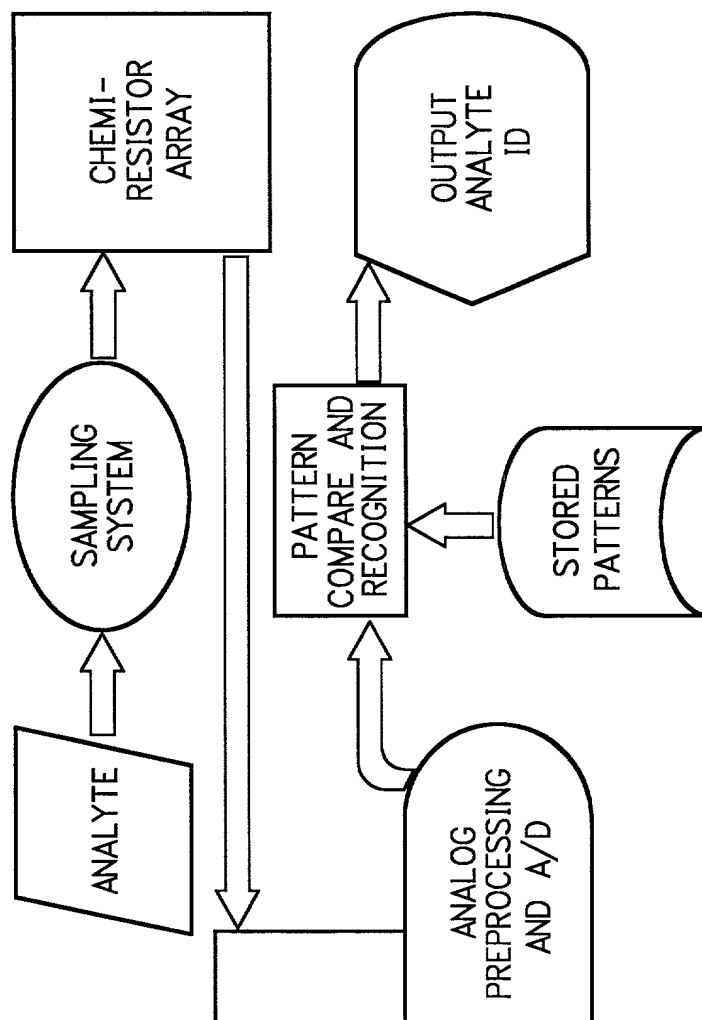 ANALYTE
SAMPLING
SYSTEM
CHEMI-
RESISTOR
ARRAY
ANALOG
PREPROCESSING
AND A/D
PATTERN
COMPARE AND
RECOGNITION
STORED
PATTERNS
OUTPUT
ANALYTE
ID